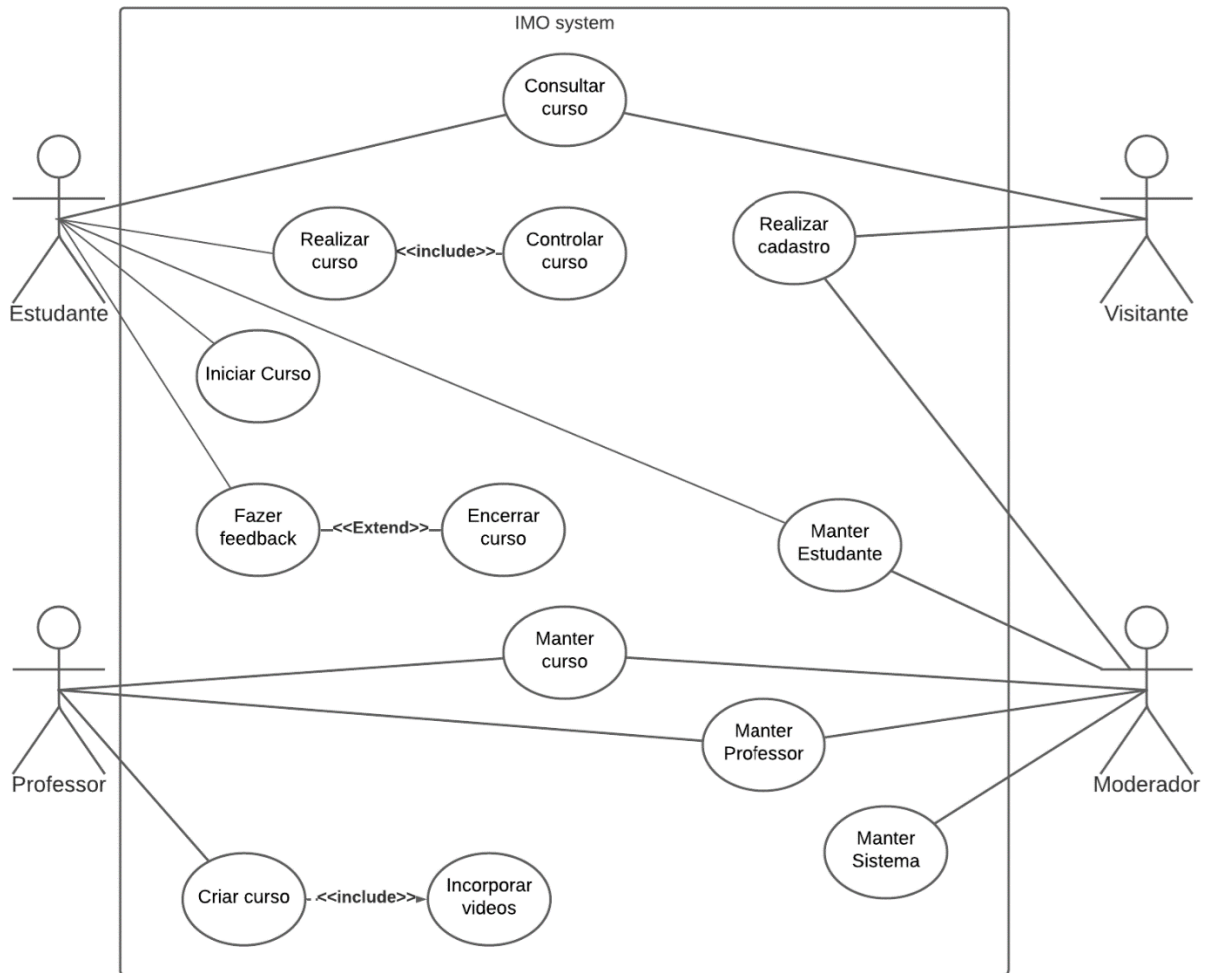 IMO system
Consultar
curso
Realizar
curso
<<include>>
Controlar
curso
Realizar
cadastro
Estudante
Visitante
Iniciar Curso
Fazer
feedback
<<Extend>>
Encerrar
curso
Manter
Estudante
Manter
curso
Manter
Professor
Professor
Moderador
Manter
Sistema
Criar curso
<<include>>
Incorporar
videos